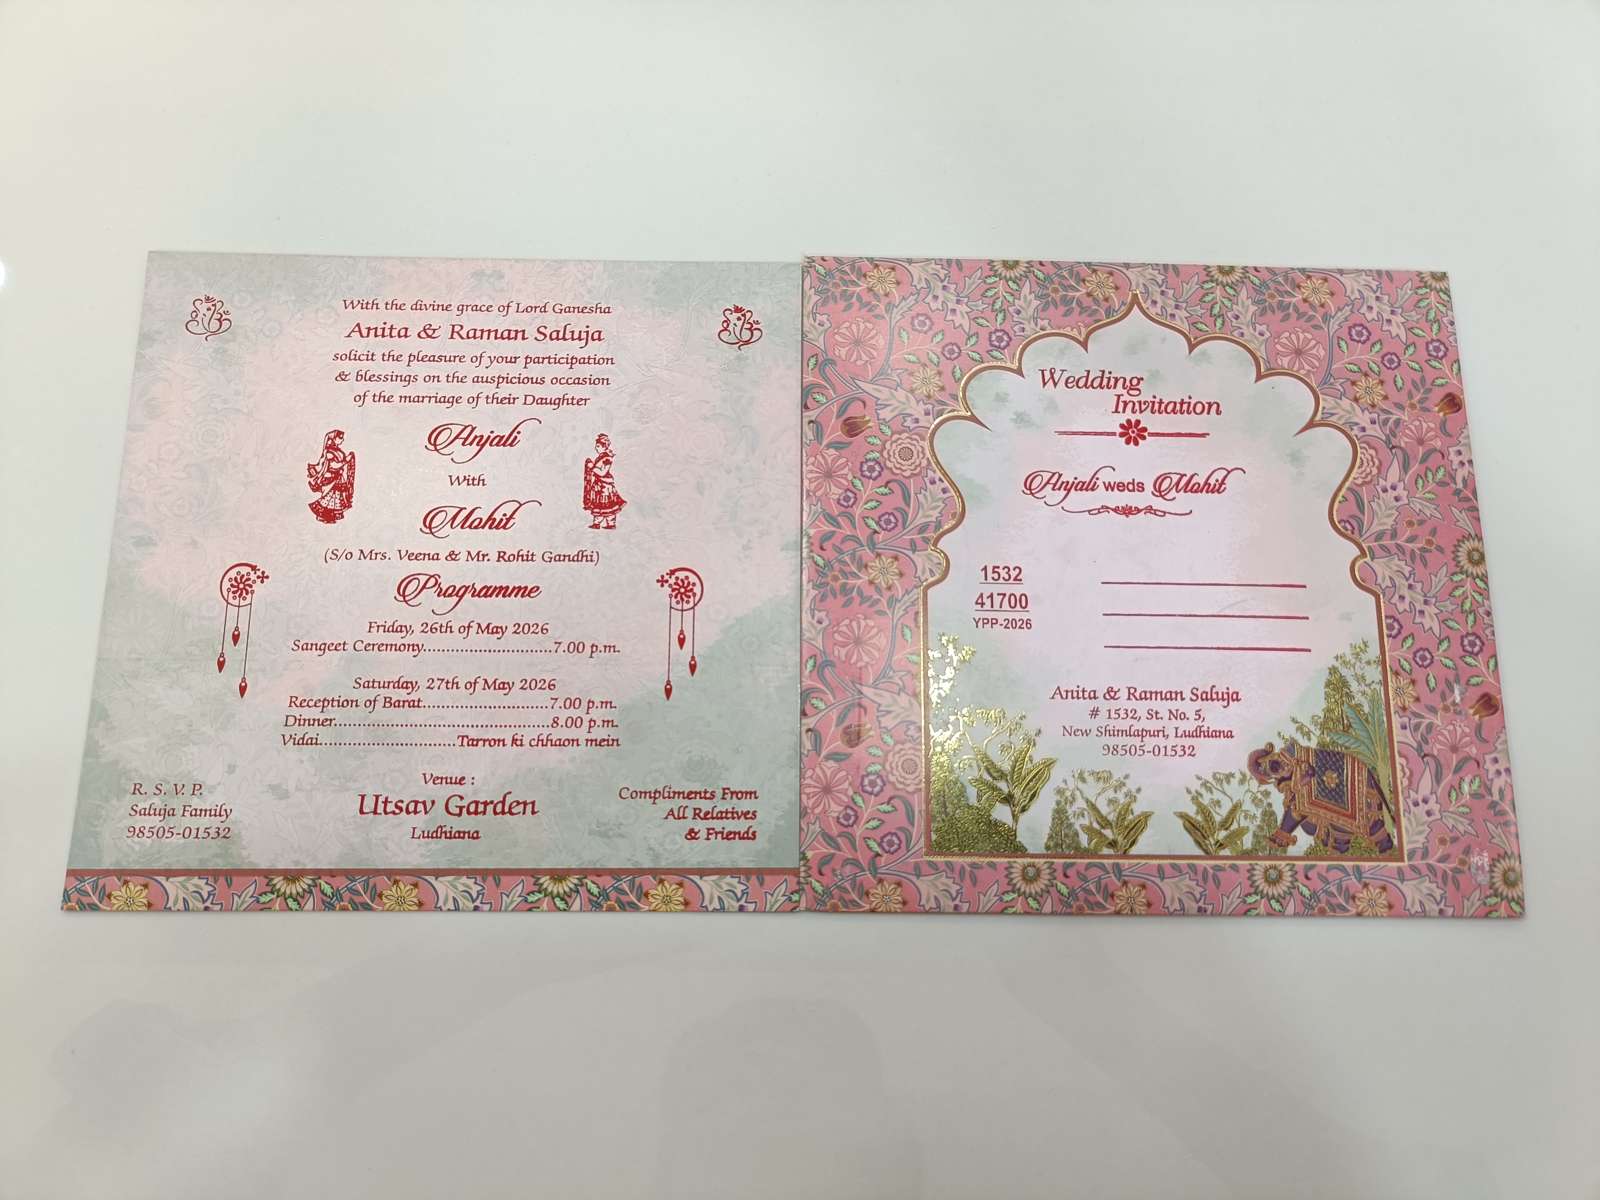 With the divine grace of Lord Ganesha
Anita & Raman Saluja
solicit the pleasure of your participation
& blessings on the auspicious occasion
of the marriage of their Daughter
Anjali
With
Mohit
(S/o Mrs. Veena & Mr. Rohit Gandhi)
Programme
Friday, 26th of May 2026
Sangeet Ceremony............................7.00 p.m.
Saturday, 27th of May 2026
Reception of Barat............................7.00 p.m.
Dinner................................................8.00 p.m.
Vidai..............................Tarron ki chhaon mein
R. S. V. P.
Saluja Family
98505-01532
Venue :
Utsav Garden
Ludhiana
Compliments From
All Relatives
& Friends
Wedding
Invitation
Anjali weds Mohit
1532
41700
YPP-2026
Anita & Raman Saluja
# 1532, St. No. 5,
New Shimlapuri, Ludhiana
98505-01532